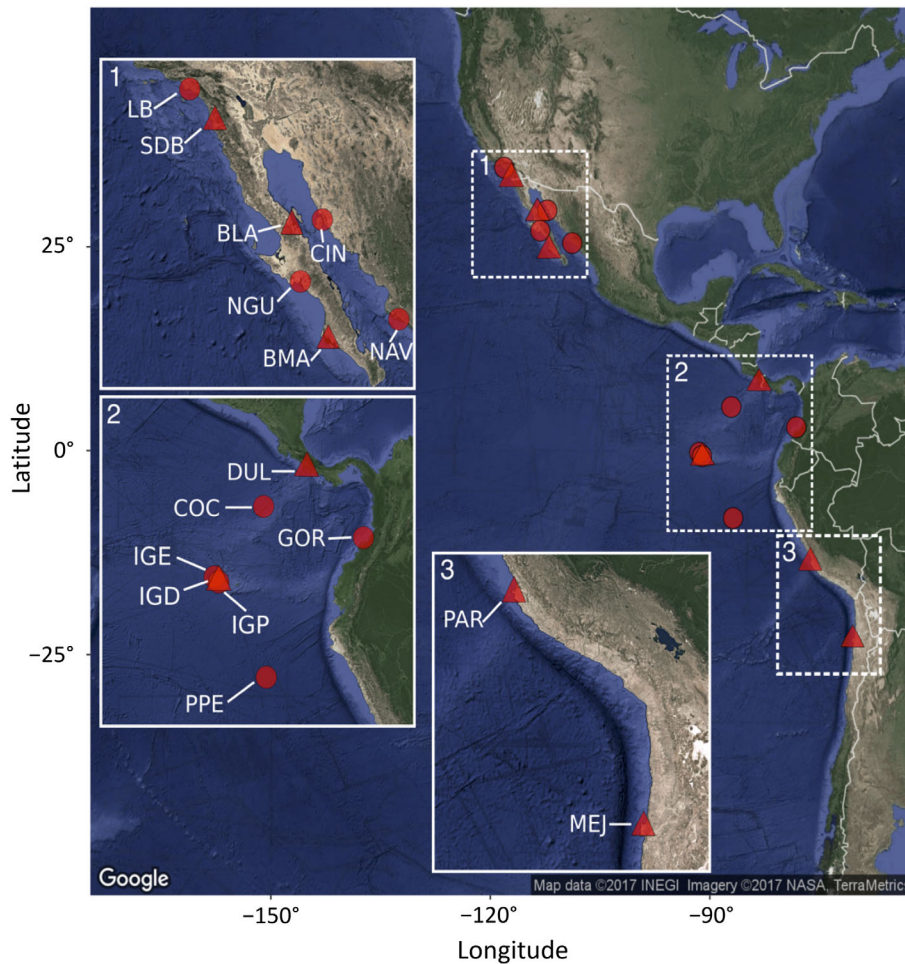 1
LB
SDB
BLA
CIN
NGU
BMA
NAV
1
25°
2
DUL
COC
GOR
IGE
IGD
IGP
PPE
2
0°
Latitude
−25°
3
PAR
MEJ
3
Google
Map data ©2017 INEGI Imagery ©2017 NASA, TerraMetrics
−150°
−120°
−90°
Longitude